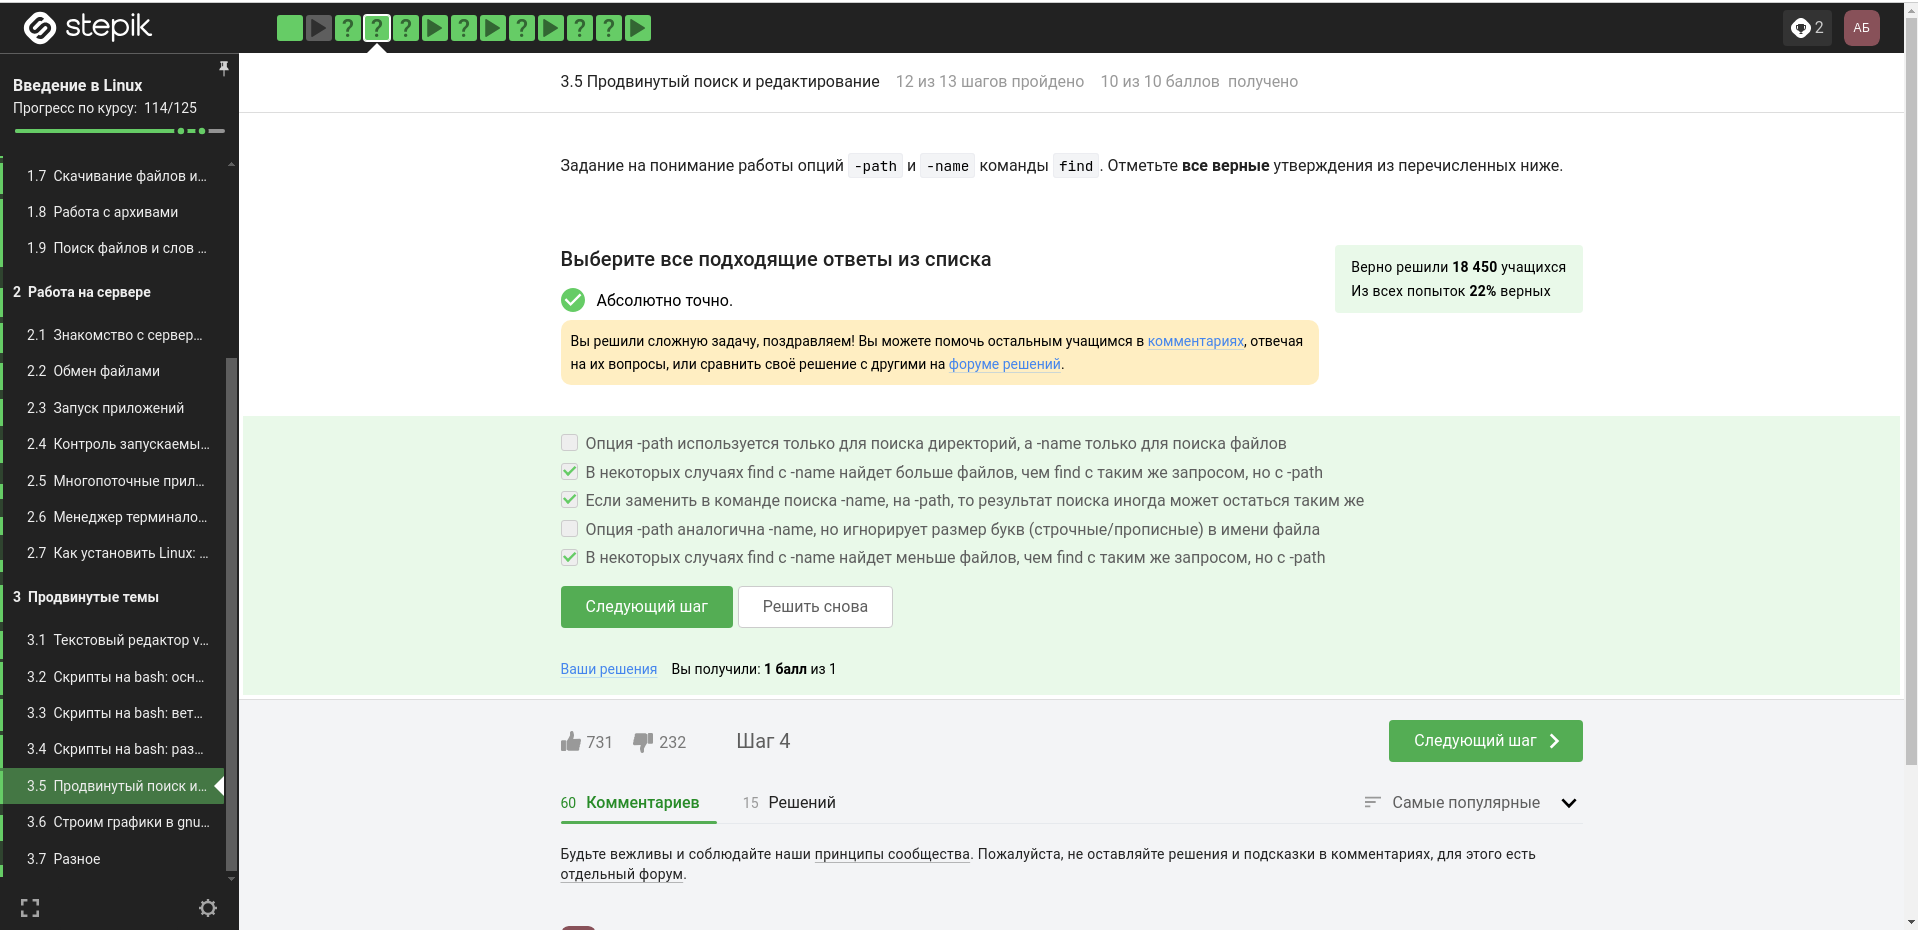 stepik
2
АБ
Введение в Linux
Прогресс по курсу: 114/125
1.7 Скачивание файлов и...
1.8 Работа с архивами
1.9 Поиск файлов и слов ...
2 Работа на сервере
2.1 Знакомство с сервер...
2.2 Обмен файлами
2.3 Запуск приложений
2.4 Контроль запускаемы...
2.5 Многопоточные прил...
2.6 Менеджер терминало...
2.7 Как установить Linux: ...
3 Продвинутые темы
3.1 Текстовый редактор v...
3.2 Скрипты на bash: осн...
3.3 Скрипты на bash: вет...
3.4 Скрипты на bash: раз...
3.5 Продвинутый поиск и...
3.6 Строим графики в gnu...
3.7 Разное
3.5 Продвинутый поиск и редактирование 12 из 13 шагов пройдено 10 из 10 баллов получено
Задание на понимание работы опций -path и -name команды find. Отметьте все верные утверждения из перечисленных ниже.
Выберите все подходящие ответы из списка
Верно решили 18 450 учащихся
Из всех попыток 22% верных
Абсолютно точно.
Вы решили сложную задачу, поздравляем! Вы можете помочь остальным учащимся в комментариях, отвечая
на их вопросы, или сравнить своё решение с другими на форуме решений.
Опция -path используется только для поиска директорий, а -name только для поиска файлов
В некоторых случаях find с -name найдет больше файлов, чем find с таким же запросом, но с -path
Если заменить в команде поиска -name, на -path, то результат поиска иногда может остаться таким же
Опция -path аналогична -name, но игнорирует размер букв (строчные/прописные) в имени файла
В некоторых случаях find с -name найдет меньше файлов, чем find с таким же запросом, но с -path
Следующий шаг Решить снова
Ваши решения Вы получили: 1 балл из 1
731 232 Шаг 4 Следующий шаг
60 Комментариев 15 Решений Самые популярные
Будьте вежливы и соблюдайте наши принципы сообщества. Пожалуйста, не оставляйте решения и подсказки в комментариях, для этого есть
отдельный форум.